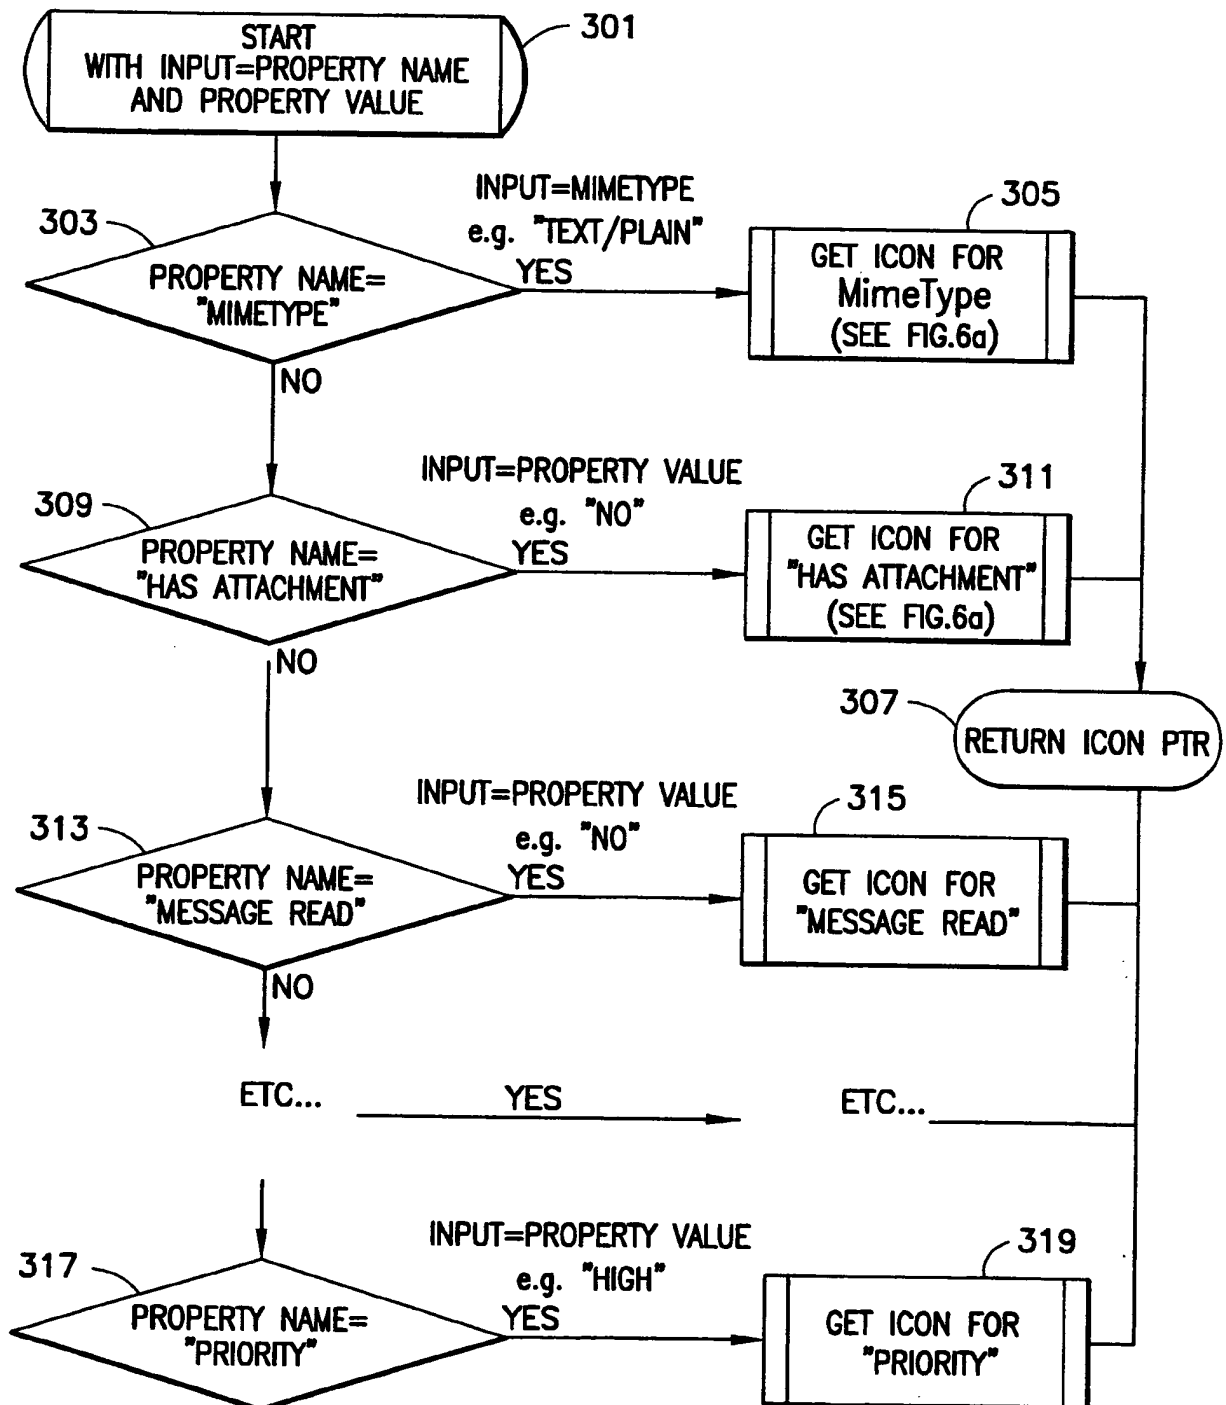 START
WITH INPUT=PROPERTY NAME
AND PROPERTY VALUE
301
303
PROPERTY NAME=
"MIMETYPE"
INPUT=MIMETYPE
e.g. "TEXT/PLAIN"
YES
NO
305
GET ICON FOR
MimeType
(SEE FIG.6a)
309
PROPERTY NAME=
"HAS ATTACHMENT"
INPUT=PROPERTY VALUE
e.g. "NO"
YES
NO
311
GET ICON FOR
"HAS ATTACHMENT"
(SEE FIG.6a)
307
RETURN ICON PTR
313
PROPERTY NAME=
"MESSAGE READ"
INPUT=PROPERTY VALUE
e.g. "NO"
YES
NO
315
GET ICON FOR
"MESSAGE READ"
ETC...
YES
ETC...
317
PROPERTY NAME=
"PRIORITY"
INPUT=PROPERTY VALUE
e.g. "HIGH"
YES
319
GET ICON FOR
"PRIORITY"